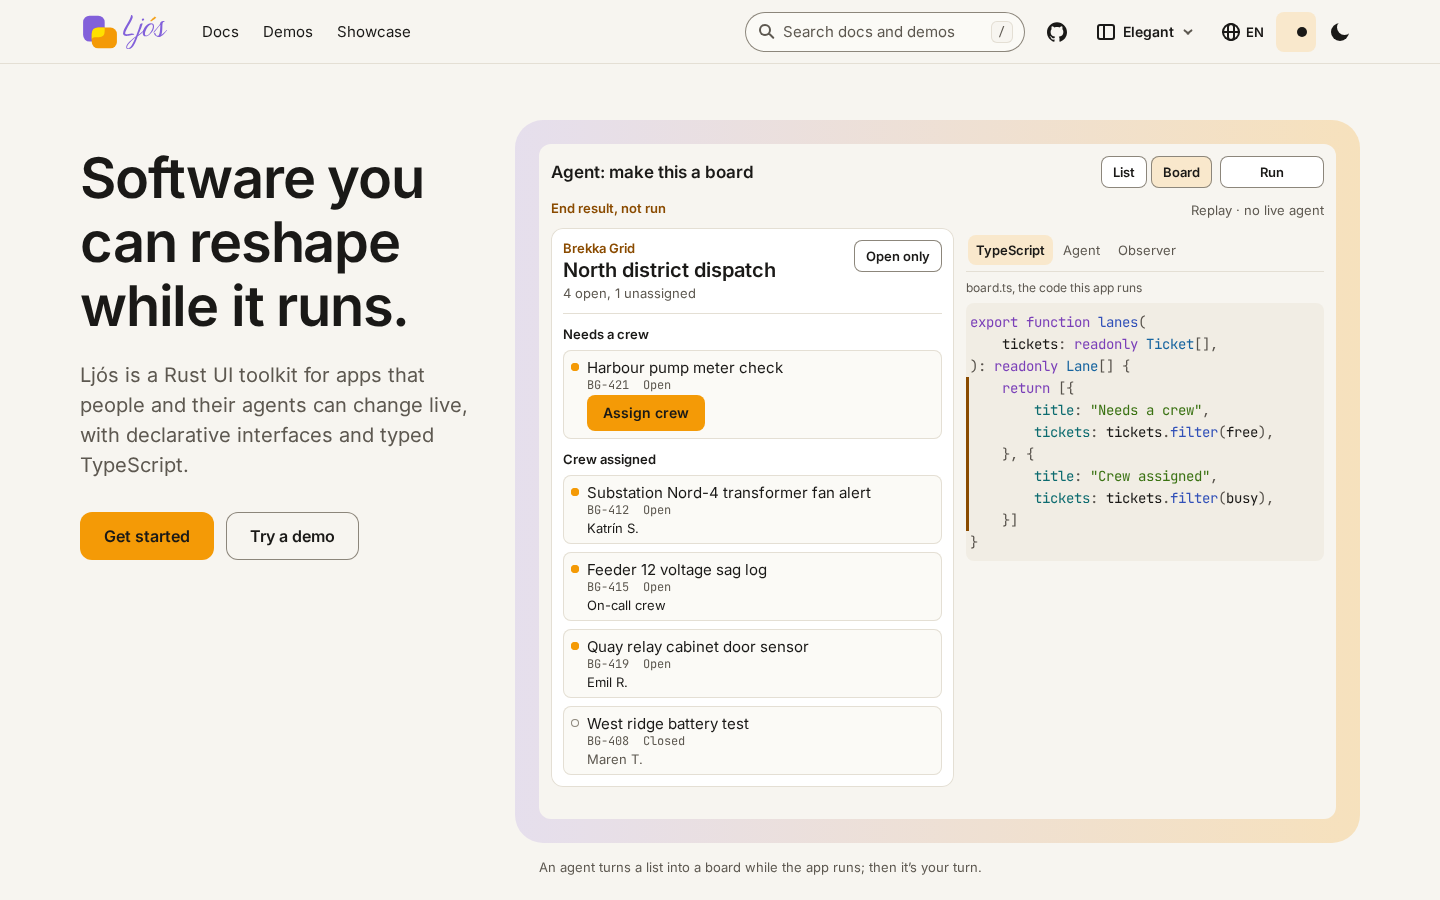 Ljós
Docs
Demos
Showcase
Search docs and demos
/
Elegant
EN
Software you
can reshape
while it runs.
Ljós is a Rust UI toolkit for apps that
people and their agents can change live,
with declarative interfaces and typed
TypeScript.
Get started
Try a demo
Agent: make this a board
List
Board
Run
End result, not run
Replay · no live agent
Brekka Grid
North district dispatch
4 open, 1 unassigned
Open only
Needs a crew
Harbour pump meter check
BG-421 Open
Assign crew
Crew assigned
Substation Nord-4 transformer fan alert
BG-412 Open
Katrín S.
Feeder 12 voltage sag log
BG-415 Open
On-call crew
Quay relay cabinet door sensor
BG-419 Open
Emil R.
West ridge battery test
BG-408 Closed
Maren T.
TypeScript
Agent
Observer
board.ts, the code this app runs
export function lanes(
    tickets: readonly Ticket[],
): readonly Lane[] {
    return [{
        title: "Needs a crew",
        tickets: tickets.filter(free),
    }, {
        title: "Crew assigned",
        tickets: tickets.filter(busy),
    }]
}
An agent turns a list into a board while the app runs; then it's your turn.